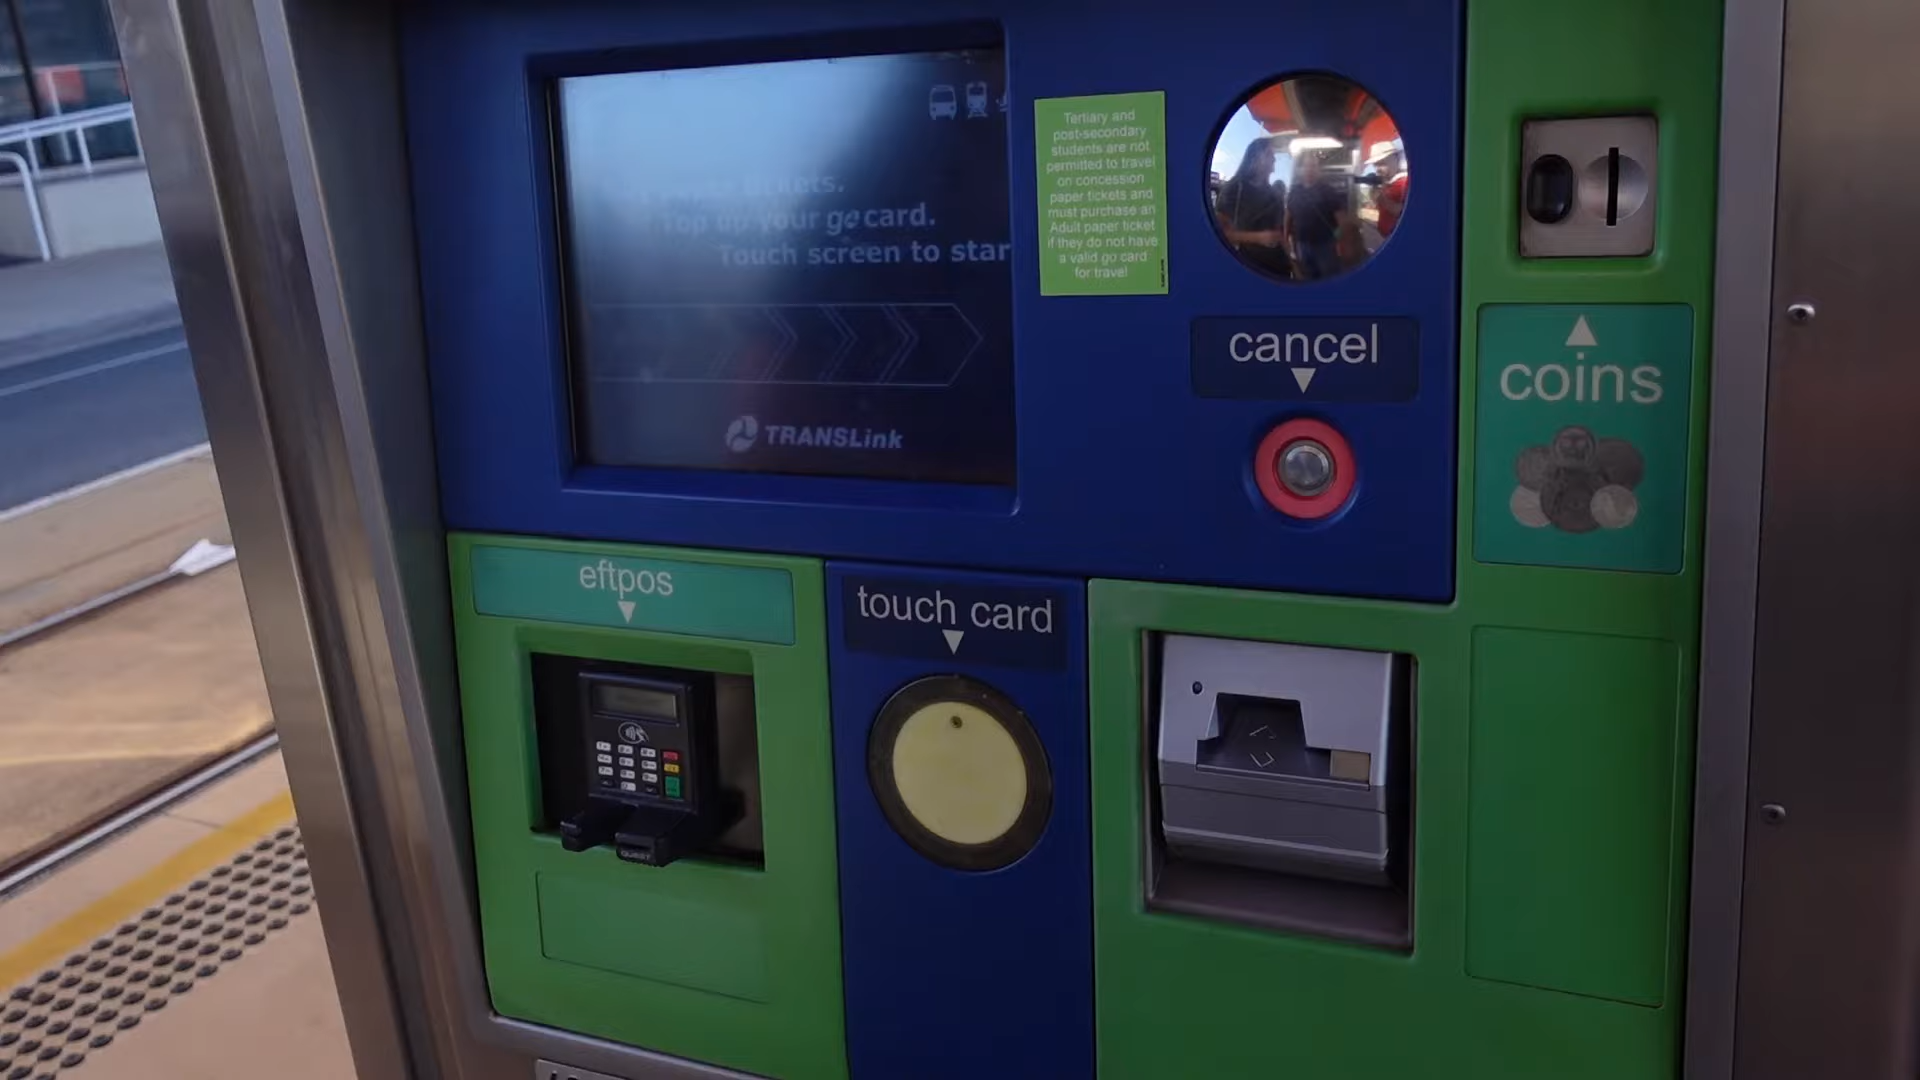 tickets.
Top up your go card.
Touch screen to star
TRANSLink
Tertiary and
post-secondary
students are not
permitted to travel
on concession
paper tickets and
must purchase an
Adult paper ticket
if they do not have
a valid go card
for travel
cancel
coins
eftpos
touch card